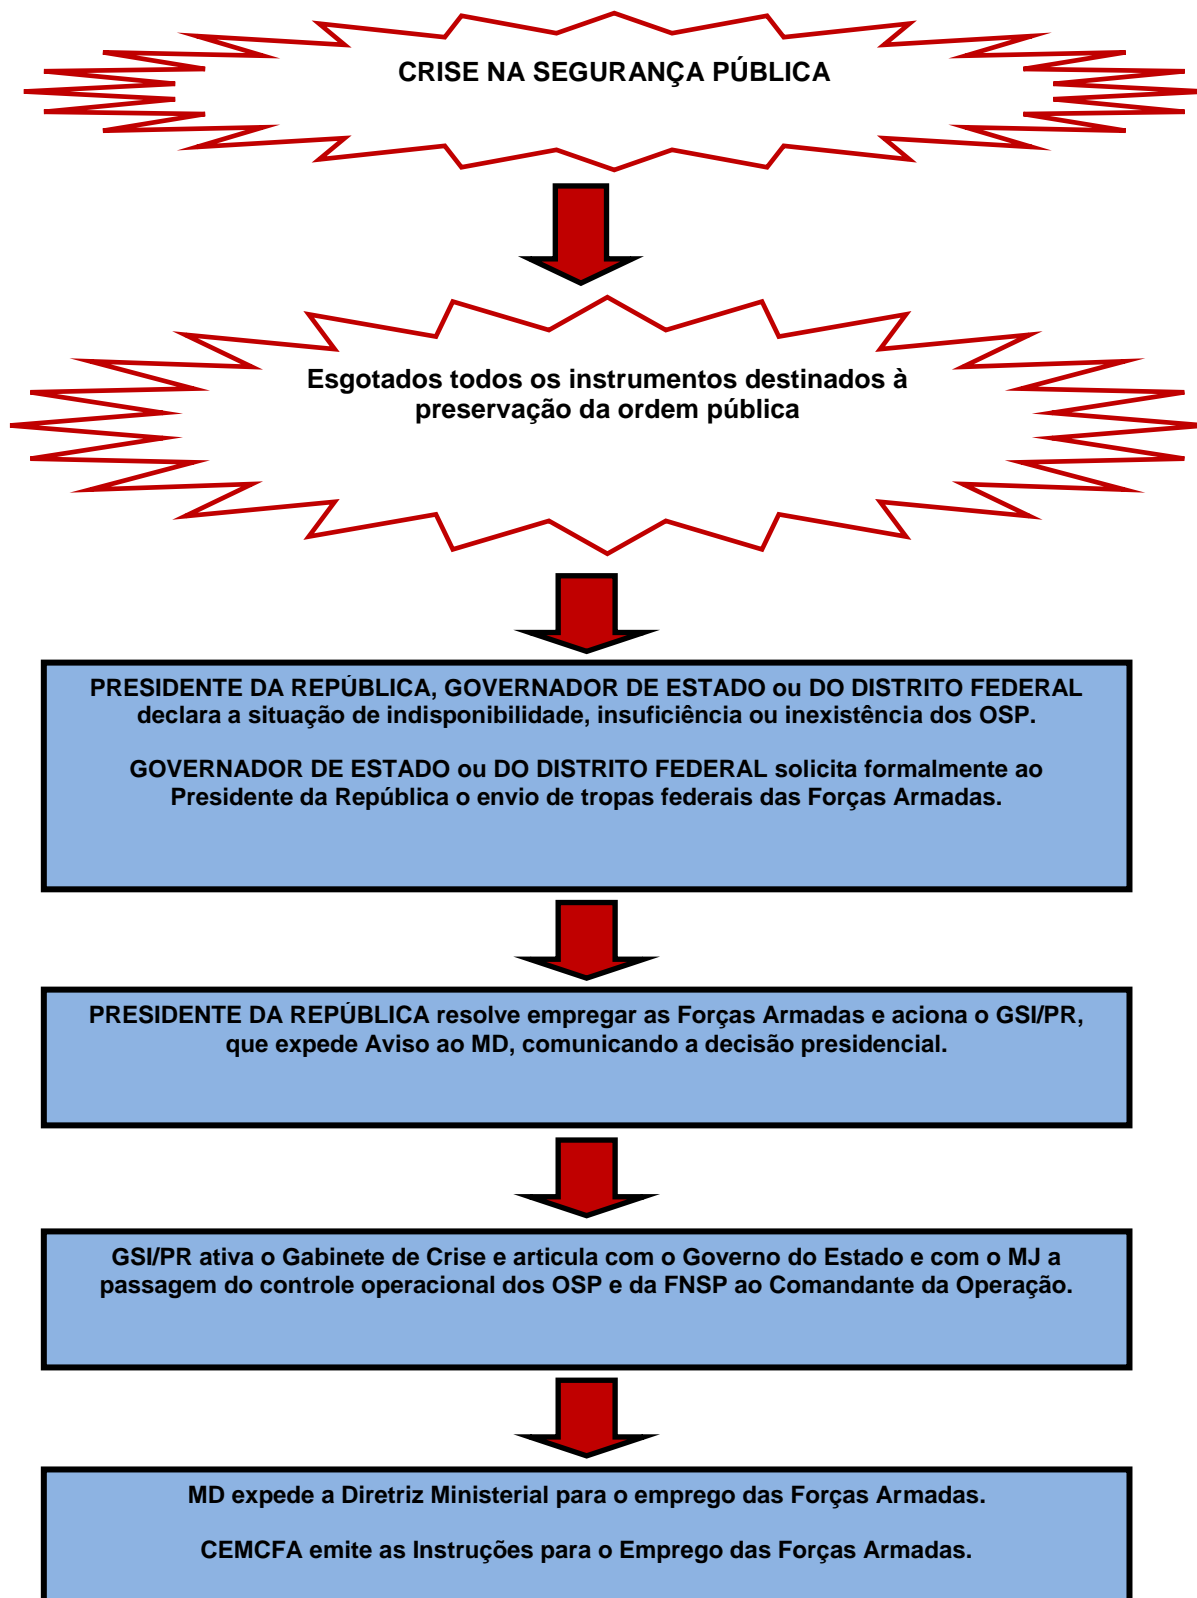 CRISE NA SEGURANÇA PÚBLICA
Esgotados todos os instrumentos destinados à
preservação da ordem pública
PRESIDENTE DA REPÚBLICA, GOVERNADOR DE ESTADO ou DO DISTRITO FEDERAL
declara a situação de indisponibilidade, insuficiência ou inexistência dos OSP.
GOVERNADOR DE ESTADO ou DO DISTRITO FEDERAL solicita formalmente ao
Presidente da República o envio de tropas federais das Forças Armadas.
PRESIDENTE DA REPÚBLICA resolve empregar as Forças Armadas e aciona o GSI/PR,
que expede Aviso ao MD, comunicando a decisão presidencial.
GSI/PR ativa o Gabinete de Crise e articula com o Governo do Estado e com o MJ a
passagem do controle operacional dos OSP e da FNSP ao Comandante da Operação.
MD expede a Diretriz Ministerial para o emprego das Forças Armadas.
CEMCFA emite as Instruções para o Emprego das Forças Armadas.